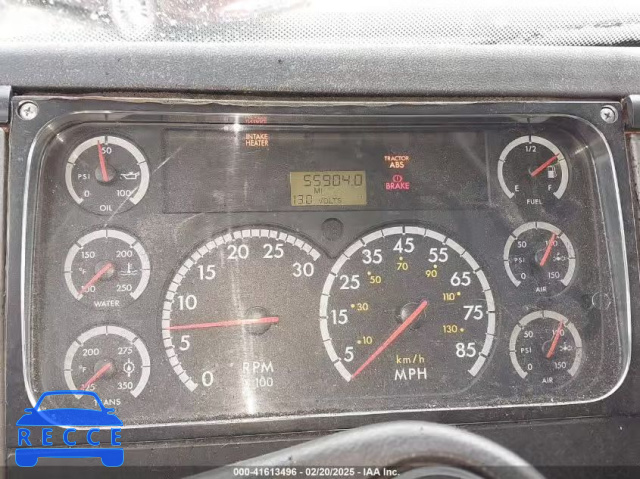 INTAKE
HEATER
TRACTOR
ABS
BRAKE
55904.0
MI
13.0 VOLTS
50
PSI
0 100
OIL
1/2
E F
FUEL
150 200
°F
100 250
WATER
50 100
PSI
0 150
AIR
200 275
°F
125 350
TRANS
50 100
PSI
0 150
AIR
0 5 10 15 20 25 30
RPM
x 100
5 15 25 35 45 55 65 75 85
10 30 50 70 90 110 130
km/h
MPH
RECCE
000-41613496 - 02/20/2025 - IAA Inc.